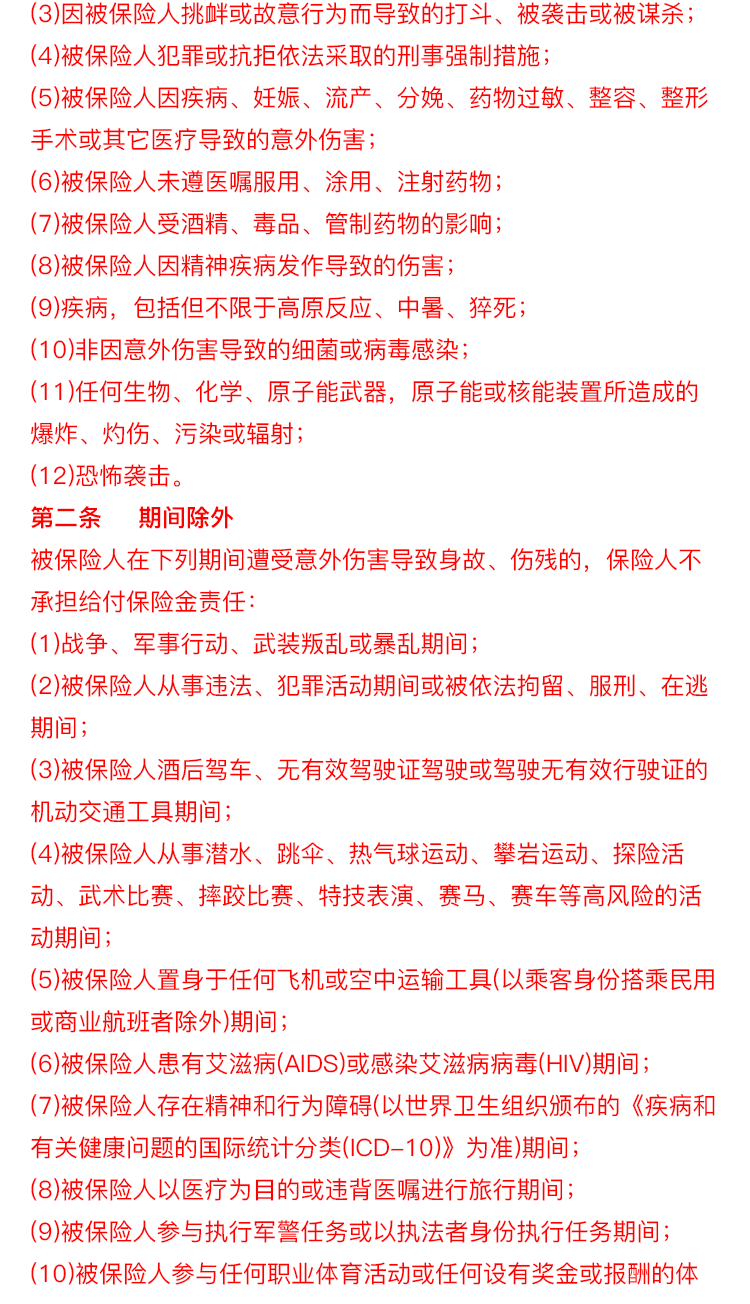 (3)因被保险人挑衅或故意行为而导致的打斗、被袭击或被谋杀；
(4)被保险人犯罪或抗拒依法采取的刑事强制措施；
(5)被保险人因疾病、妊娠、流产、分娩、药物过敏、整容、整形
手术或其它医疗导致的意外伤害；
(6)被保险人未遵医嘱服用、涂用、注射药物；
(7)被保险人受酒精、毒品、管制药物的影响；
(8)被保险人因精神疾病发作导致的伤害；
(9)疾病，包括但不限于高原反应、中暑、猝死；
(10)非因意外伤害导致的细菌或病毒感染；
(11)任何生物、化学、原子能武器，原子能或核能装置所造成的
爆炸、灼伤、污染或辐射；
(12)恐怖袭击。
第二条 期间除外
被保险人在下列期间遭受意外伤害导致身故、伤残的，保险人不
承担给付保险金责任：
(1)战争、军事行动、武装叛乱或暴乱期间；
(2)被保险人从事违法、犯罪活动期间或被依法拘留、服刑、在逃
期间；
(3)被保险人酒后驾车、无有效驾驶证驾驶或驾驶无有效行驶证的
机动交通工具期间；
(4)被保险人从事潜水、跳伞、热气球运动、攀岩运动、探险活
动、武术比赛、摔跤比赛、特技表演、赛马、赛车等高风险的活
动期间；
(5)被保险人置身于任何飞机或空中运输工具(以乘客身份搭乘民用
或商业航班者除外)期间；
(6)被保险人患有艾滋病(AIDS)或感染艾滋病病毒(HIV)期间；
(7)被保险人存在精神和行为障碍(以世界卫生组织颁布的《疾病和
有关健康问题的国际统计分类(ICD-10)》为准)期间；
(8)被保险人以医疗为目的或违背医嘱进行旅行期间；
(9)被保险人参与执行军警任务或以执法者身份执行任务期间；
(10)被保险人参与任何职业体育活动或任何设有奖金或报酬的体